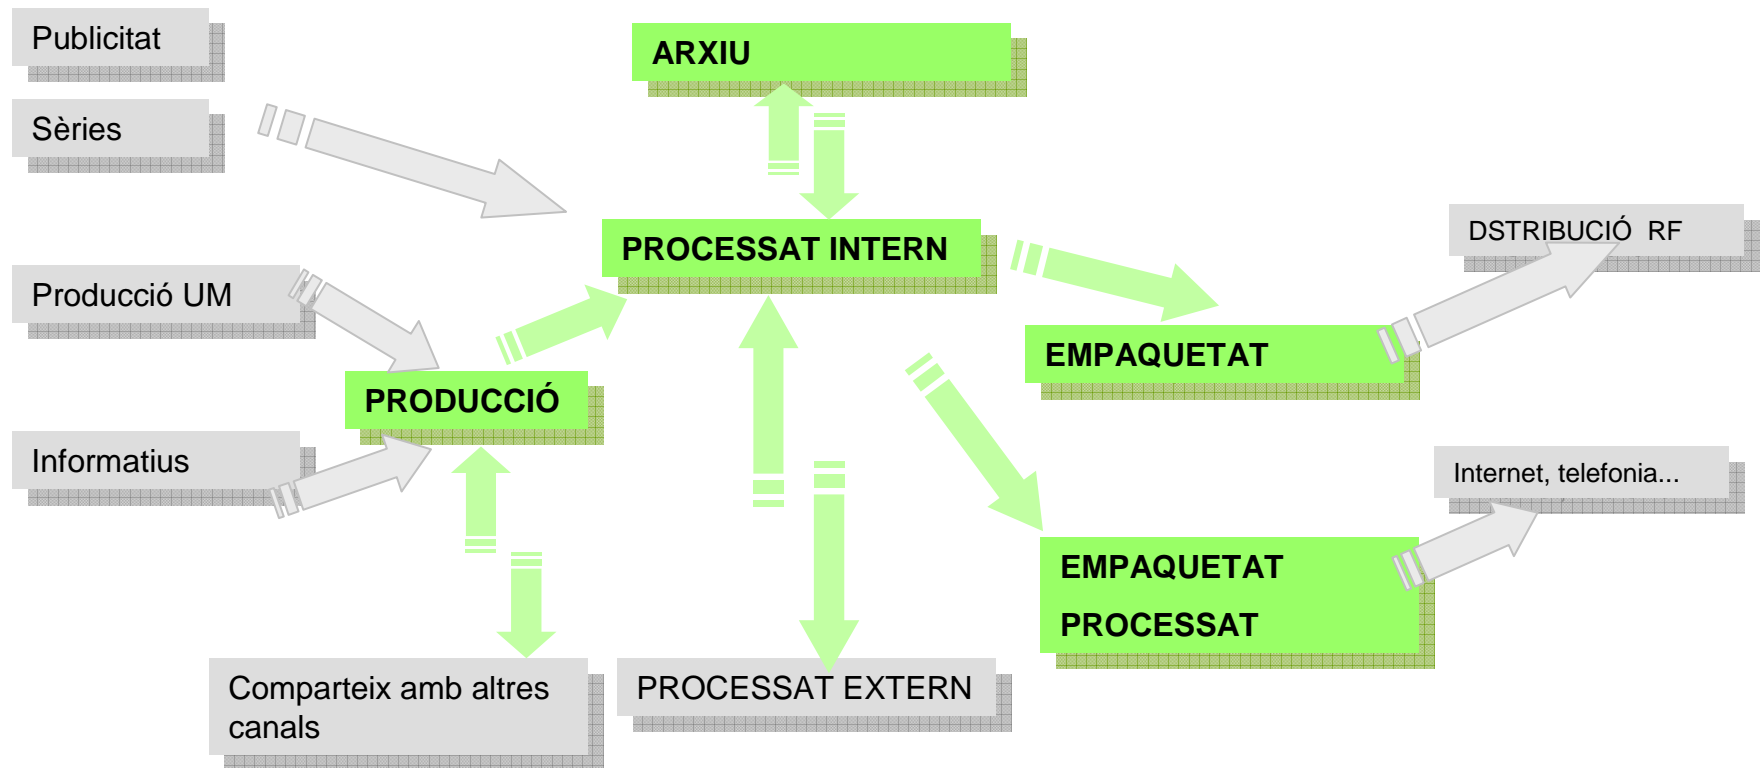 Publicitat
ARXIU
Sèries
PROCESSAT INTERN
DSTRIBUCIÓ RF
Producció UM
EMPAQUETAT
PRODUCCIÓ
Informatius
Internet, telefonia...
EMPAQUETAT
PROCESSAT
Comparteix amb altres
canals
PROCESSAT EXTERN